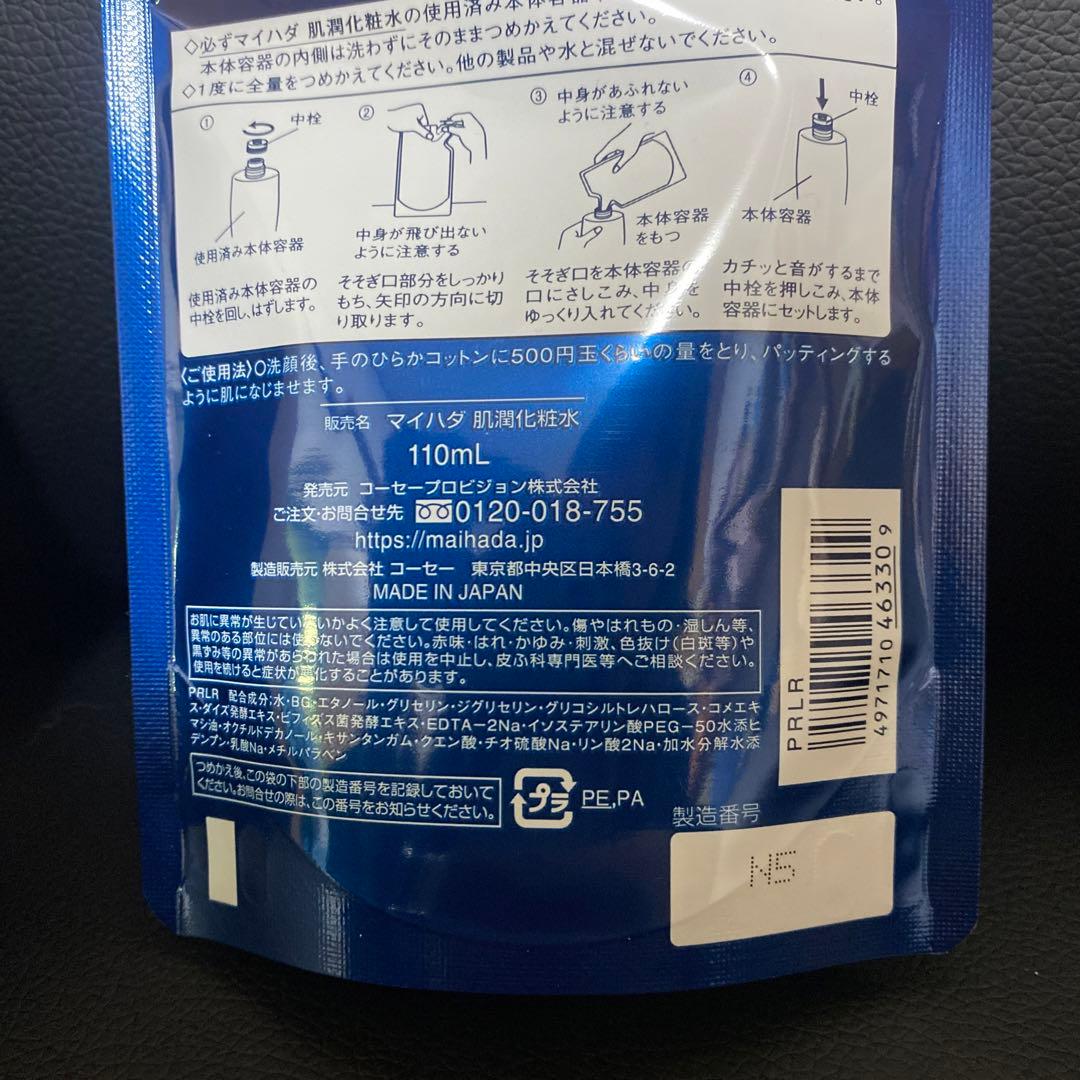 ◇必ずマイハダ 肌潤化粧水の使用済み本体容器
本体容器の内側は洗わずにそのままつめかえてください。
◇1度に全量をつめかえてください。他の製品や水と混ぜないでください。
①
中栓
使用済み本体容器
使用済み本体容器の
中栓を回し、はずします。
②
中身が飛び出ない
ように注意する
そそぎ口部分をしっかり
もち、矢印の方向に切
り取ります。
③ 中身があふれない
ように注意する
本体容器
をもつ
そそぎ口を本体容器の
口にさしこみ、中身を
ゆっくり入れてください。
④
中栓
本体容器
カチッと音がするまで
中栓を押しこみ、本体
容器にセットします。
〈ご使用法〉○洗顔後、手のひらかコットンに500円玉くらいの量をとり、パッティングする
ように肌になじませます。
販売名 マイハダ 肌潤化粧水
110mL
発売元 コーセープロビジョン株式会社
ご注文・お問合せ先 0120-018-755
https://maihada.jp
製造販売元 株式会社 コーセー 東京都中央区日本橋3-6-2
MADE IN JAPAN
お肌に異常が生じていないかよく注意して使用してください。傷やはれもの・湿しん等、
異常のある部位には使わないでください。赤味・はれ・かゆみ・刺激、色抜け(白斑等)や
黒ずみ等の異常があらわれた場合は使用を中止し、皮ふ科専門医等へご相談ください。
使用を続けると症状が悪化することがあります。
PRLR 配合成分:水・BG・エタノール・グリセリン・ジグリセリン・グリコシルトレハロース・コメエキ
ス・ダイズ発酵エキス・ビフィズス菌発酵エキス・EDTA-2Na・イソステアリン酸PEG-50水添ヒ
マシ油・オクチルドデカノール・キサンタンガム・クエン酸・チオ硫酸Na・リン酸2Na・加水分解水添
デンプン・乳酸Na・メチルパラベン
つめかえ後、この袋の下部の製造番号を記録しておいて
ください。お問合せの際は、この番号をお知らせください。
プラ PE,PA
PRLR
4971710 463309
製造番号
N5